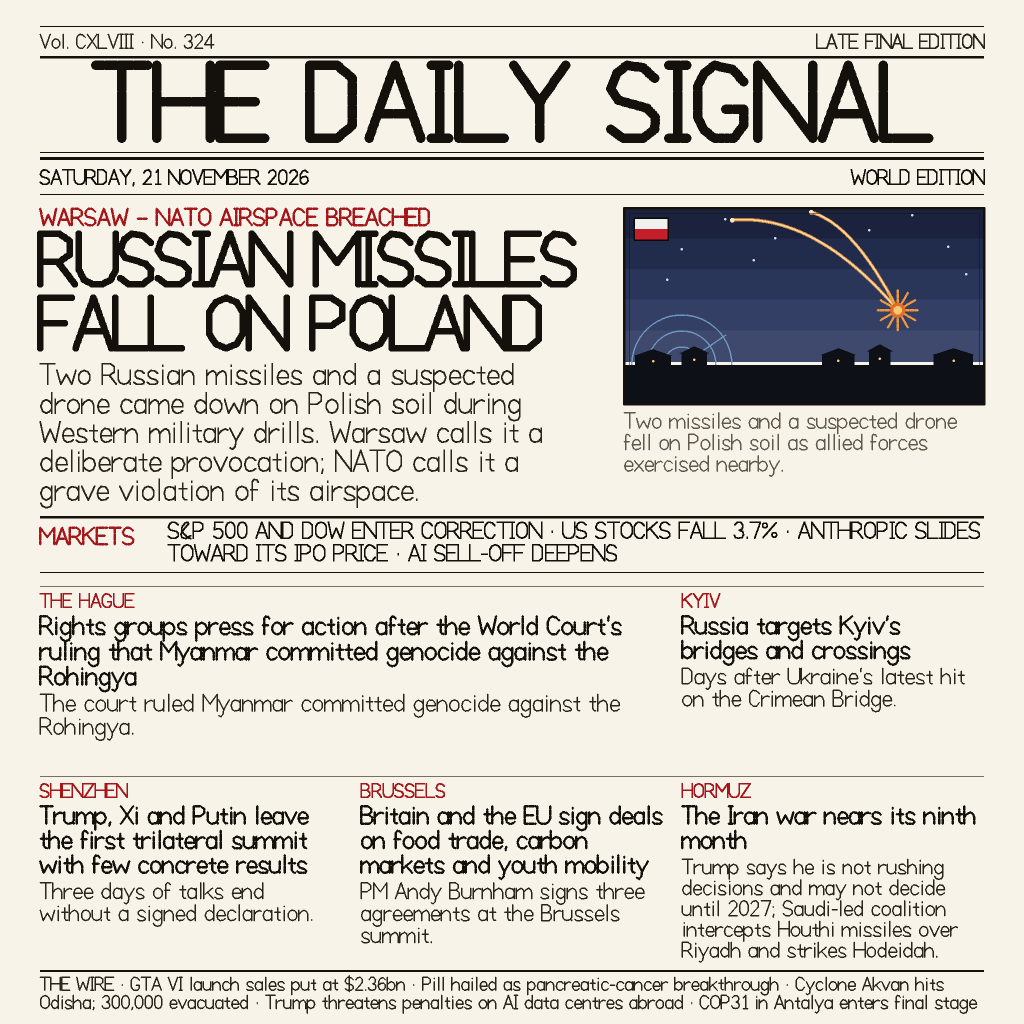 Vol. CXLVIII · No. 324
LATE FINAL EDITION
THE DAILY SIGNAL
SATURDAY, 21 NOVEMBER 2026
WORLD EDITION
WARSAW – NATO AIRSPACE BREACHED
RUSSIAN MISSILES
FALL ON POLAND
Two Russian missiles and a suspected
drone came down on Polish soil during
Western military drills. Warsaw calls it a
deliberate provocation; NATO calls it a
grave violation of its airspace.
Two missiles and a suspected drone
fell on Polish soil as allied forces
exercised nearby.
MARKETS
S&P 500 AND DOW ENTER CORRECTION · US STOCKS FALL 3.7% · ANTHROPIC SLIDES
TOWARD ITS IPO PRICE · AI SELL-OFF DEEPENS
THE HAGUE
Rights groups press for action after the World Court's
ruling that Myanmar committed genocide against the
Rohingya
The court ruled Myanmar committed genocide against the
Rohingya.
KYIV
Russia targets Kyiv's
bridges and crossings
Days after Ukraine's latest hit
on the Crimean Bridge.
SHENZHEN
Trump, Xi and Putin leave
the first trilateral summit
with few concrete results
Three days of talks end
without a signed declaration.
BRUSSELS
Britain and the EU sign deals
on food trade, carbon
markets and youth mobility
PM Andy Burnham signs three
agreements at the Brussels
summit.
HORMUZ
The Iran war nears its ninth
month
Trump says he is not rushing
decisions and may not decide
until 2027; Saudi-led coalition
intercepts Houthi missiles over
Riyadh and strikes Hodeidah.
THE WIRE · GTA VI launch sales put at $2.36bn · Pill hailed as pancreatic-cancer breakthrough · Cyclone Akvan hits
Odisha; 300,000 evacuated · Trump threatens penalties on AI data centres abroad · COP31 in Antalya enters final stage